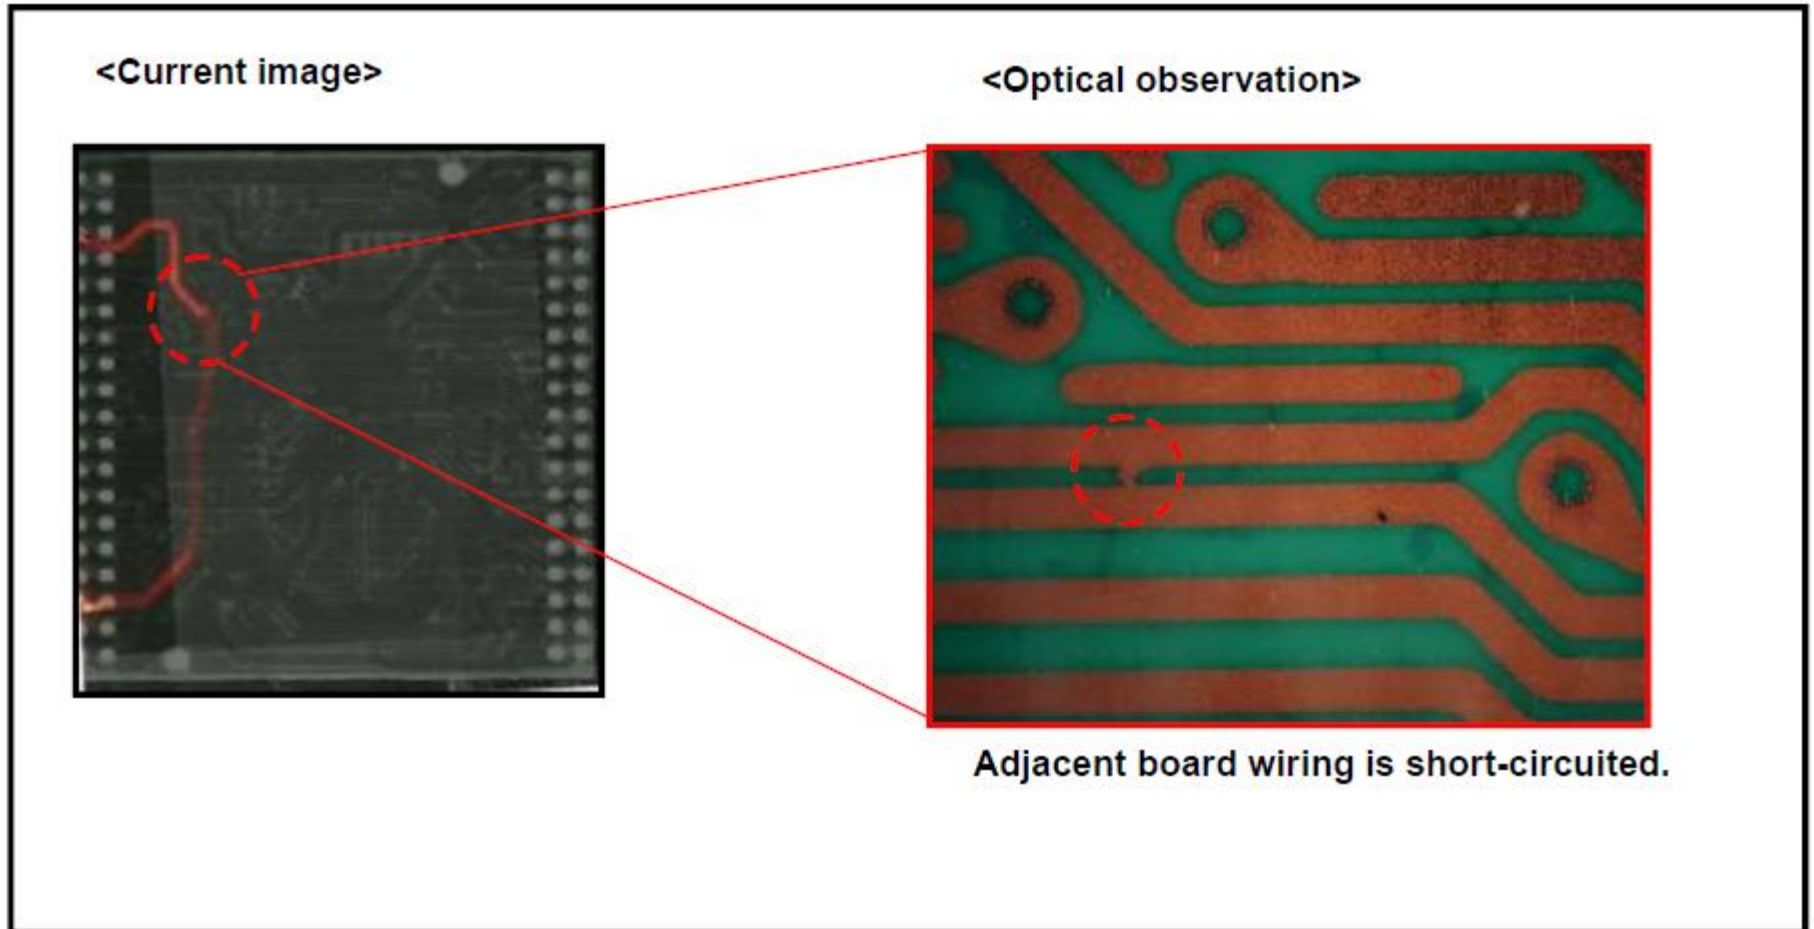 <Current image>
<Optical observation>
Adjacent board wiring is short-circuited.